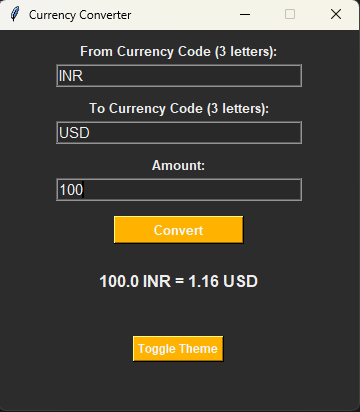 Currency Converter
From Currency Code (3 letters):
INR
To Currency Code (3 letters):
USD
Amount:
100
Convert
100.0 INR = 1.16 USD
Toggle Theme